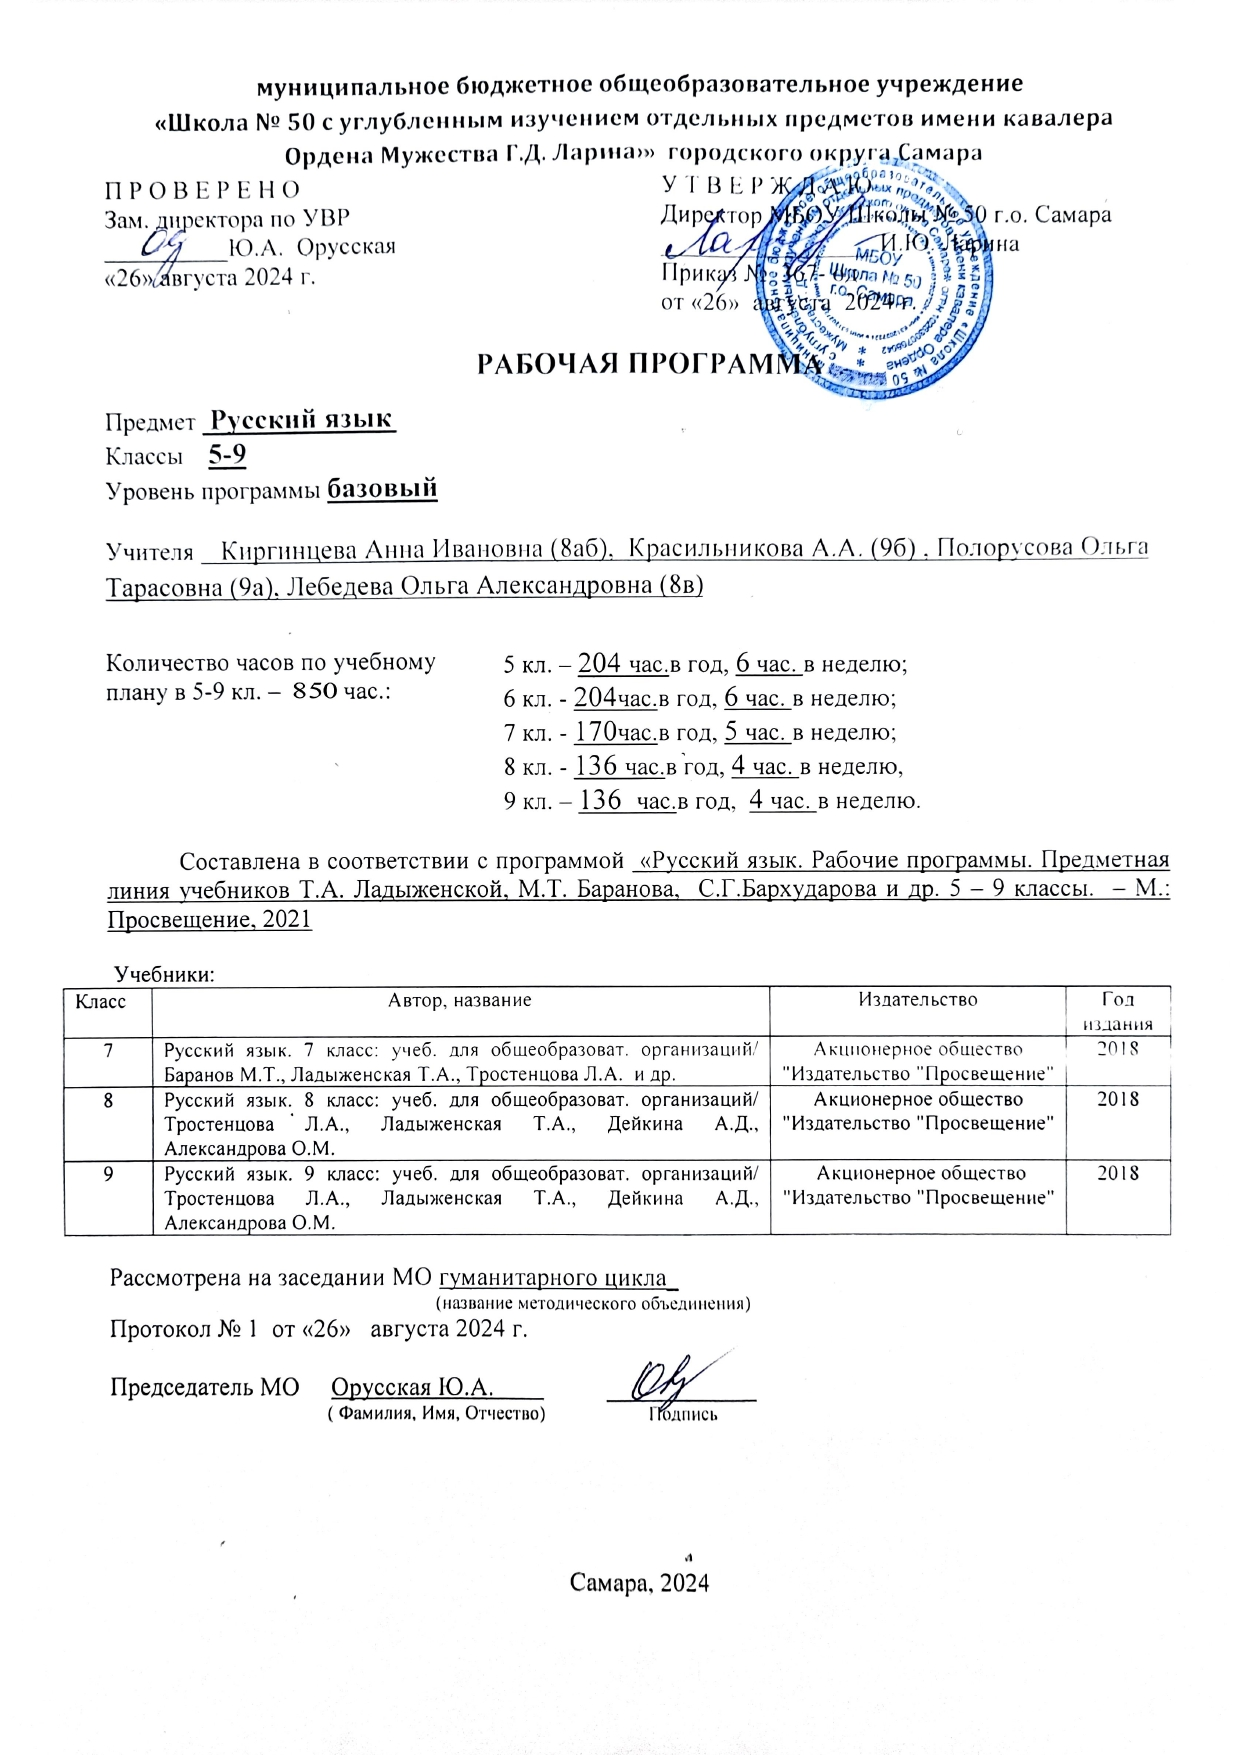 муниципальное бюджетное общеобразовательное учреждение
«Школа № 50 с углубленным изучением отдельных предметов имени кавалера
Ордена Мужества Г.Д. Ларина»» городского округа Самара
П Р О В Е Р Е Н О
Зам. директора по УВР
__________Ю.А. Орусская
«26» августа 2024 г.
У Т В Е Р Ж Д А Ю
Директор МБОУ Школы № 50 г.о. Самара
И.Ю. Ларина
Приказ № 367- од
от «26» августа 2024 г.
МБОУ
Школа № 50
г.о. Самара
РАБОЧАЯ ПРОГРАММА
Предмет Русский язык
Классы 5-9
Уровень программы базовый
Учителя Киргинцева Анна Ивановна (8аб), Красильникова А.А. (9б) , Полорусова Ольга
Тарасовна (9а), Лебедева Ольга Александровна (8в)
Количество часов по учебному
плану в 5-9 кл. – 850 час.:
5 кл. – 204 час.в год, 6 час. в неделю;
6 кл. - 204час.в год, 6 час. в неделю;
7 кл. - 170час.в год, 5 час. в неделю;
8 кл. - 136 час.в год, 4 час. в неделю,
9 кл. – 136 час.в год, 4 час. в неделю.
Составлена в соответствии с программой «Русский язык. Рабочие программы. Предметная
линия учебников Т.А. Ладыженской, М.Т. Баранова, С.Г.Бархударова и др. 5 – 9 классы. – М.:
Просвещение, 2021
Учебники:
Класс Автор, название Издательство Год
издания
7 Русский язык. 7 класс: учеб. для общеобразоват. организаций/ Акционерное общество 2018
Баранов М.Т., Ладыженская Т.А., Тростенцова Л.А. и др. "Издательство "Просвещение"
8 Русский язык. 8 класс: учеб. для общеобразоват. организаций/ Акционерное общество 2018
Тростенцова Л.А., Ладыженская Т.А., Дейкина А.Д., "Издательство "Просвещение"
Александрова О.М.
9 Русский язык. 9 класс: учеб. для общеобразоват. организаций/ Акционерное общество 2018
Тростенцова Л.А., Ладыженская Т.А., Дейкина А.Д., "Издательство "Просвещение"
Александрова О.М.
Рассмотрена на заседании МО гуманитарного цикла_
(название методического объединения)
Протокол № 1 от «26» августа 2024 г.
Председатель МО Орусская Ю.А.
( Фамилия, Имя, Отчество) Подпись
Самара, 2024